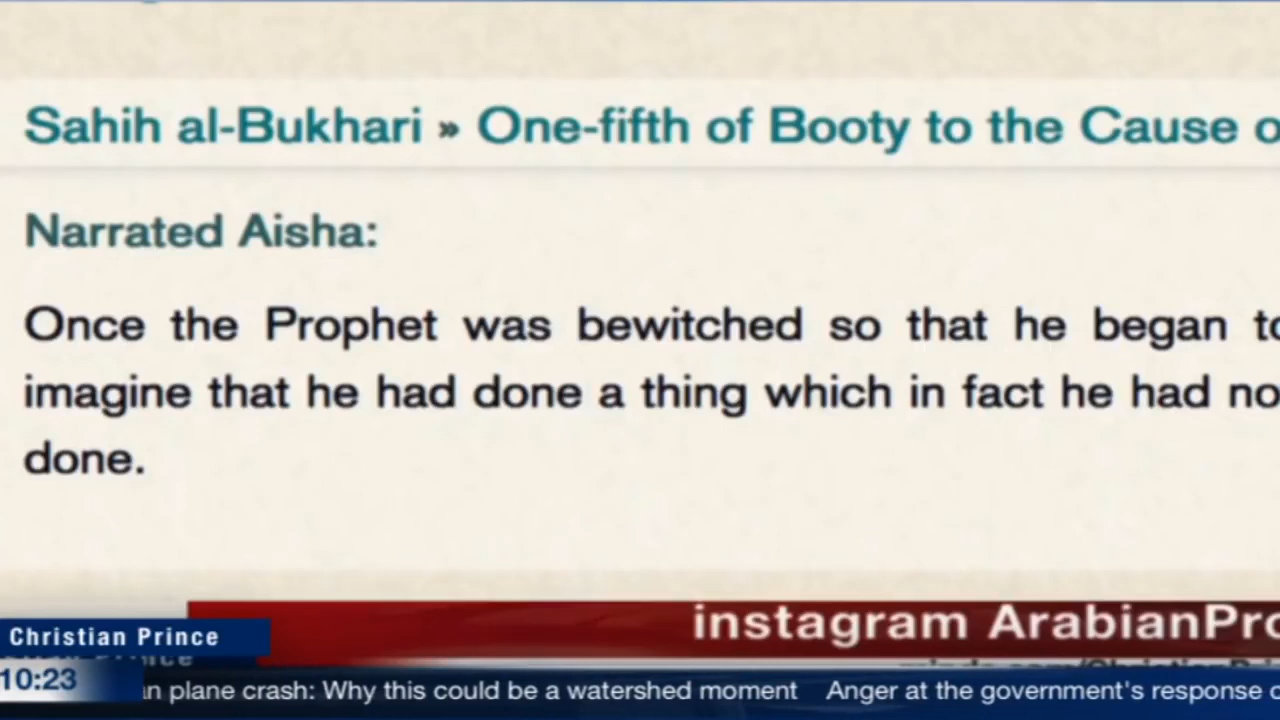 Sahih al-Bukhari » One-fifth of Booty to the Cause o
Narrated Aisha:
Once the Prophet was bewitched so that he began to
imagine that he had done a thing which in fact he had no
done.
instagram ArabianPro
Christian Prince
10:23
an plane crash: Why this could be a watershed moment Anger at the government's response o